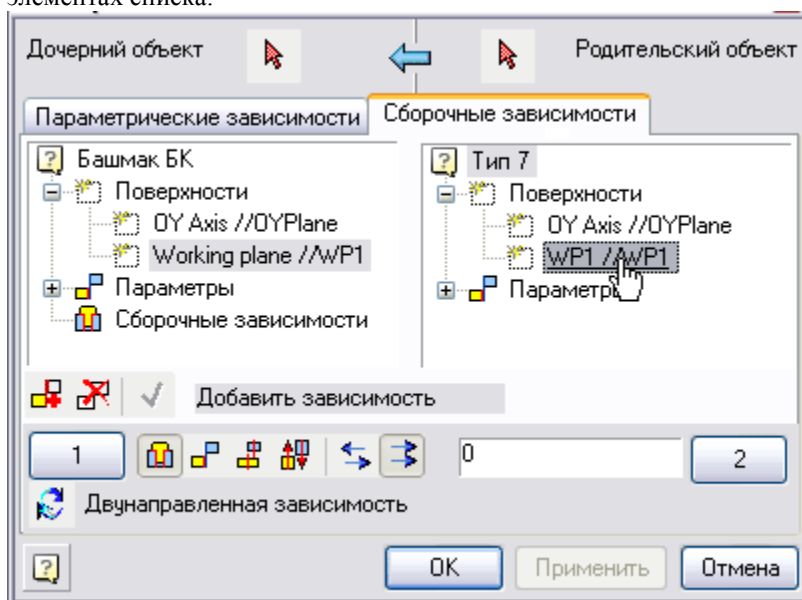 элементах списка.
Дочерний объект
Родительский объект
Параметрические зависимости
Сборочные зависимости
Башмак БК
Поверхности
OY Axis //OYPlane
Working plane //WP1
Параметры
Сборочные зависимости
Тип 7
Поверхности
OY Axis //OYPlane
WP1 //WP1
Добавить зависимость
1
0
2
Двунаправленная зависимость
OK
Применить
Отмена